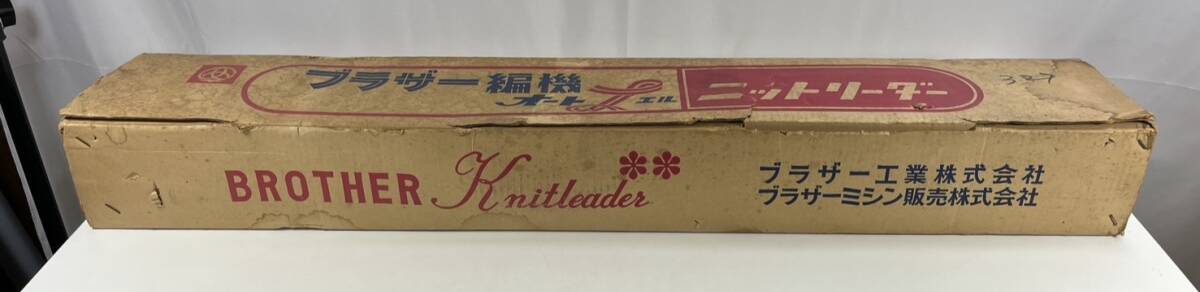 ブラザー編機
オートLエル
ニットリーダー
BROTHER Knitleader
ブラザー工業株式会社
ブラザーミシン販売株式会社